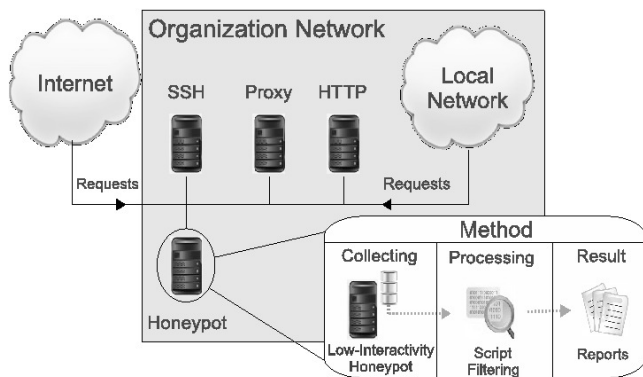 Organization Network
Internet
Local
Network
SSH
Proxy
HTTP
Requests
Requests
Honeypot
Method
Collecting
Processing
Result
Low-Interactivity
Honeypot
Script
Filtering
Reports